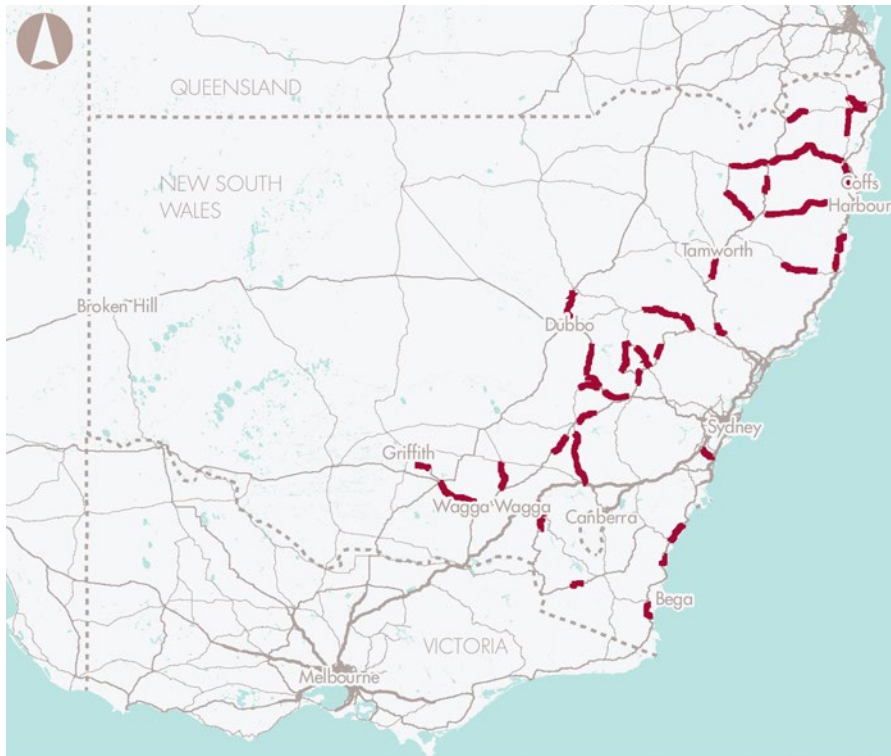 QUEENSLAND
NEW SOUTH
WALES
Coffs
Harbour
Tamworth
Broken Hill
Dubbo
Sydney
Griffith
Wagga Wagga
Canberra
Bega
VICTORIA
Melbourne